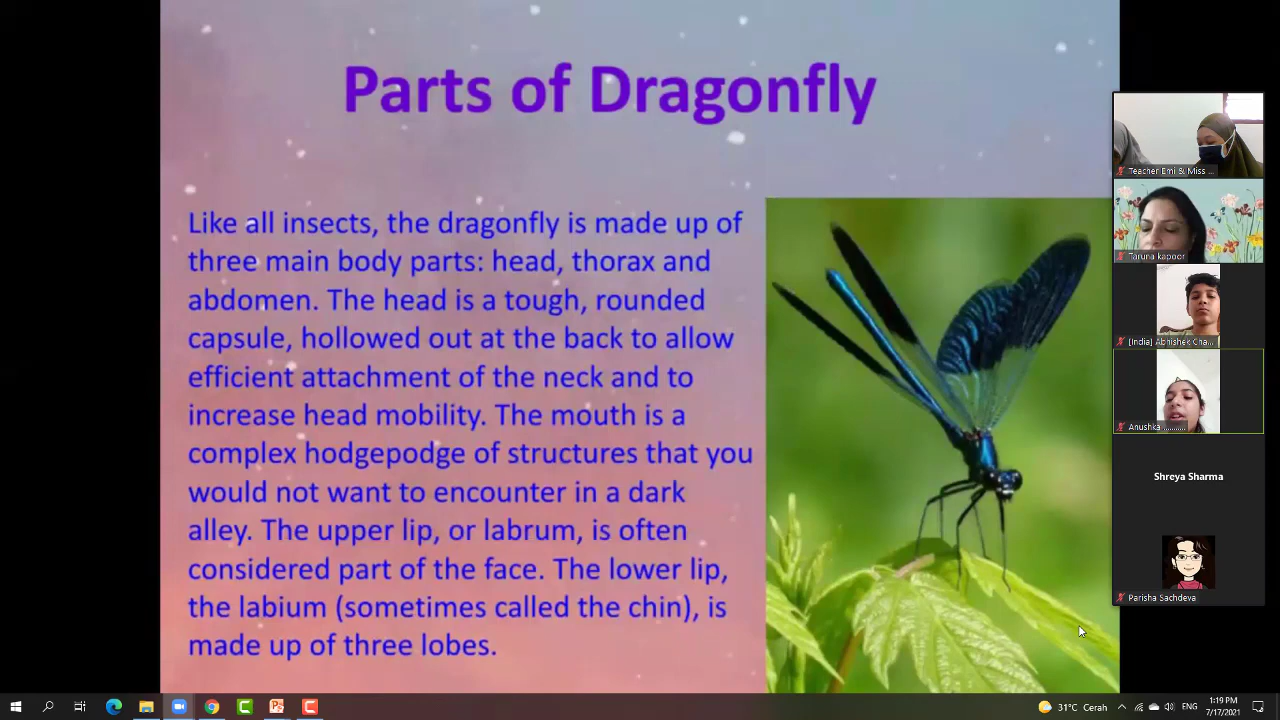 Parts of Dragonfly
Like all insects, the dragonfly is made up of
three main body parts: head, thorax and
abdomen. The head is a tough, rounded
capsule, hollowed out at the back to allow
efficient attachment of the neck and to
increase head mobility. The mouth is a
complex hodgepodge of structures that you
would not want to encounter in a dark
alley. The upper lip, or labrum, is often
considered part of the face. The lower lip,
the labium (sometimes called the chin), is
made up of three lobes.
Teacher Emi & Miss ...
Taruna kapoor
[India] Abhishek Cha...
Anushka ..........
Shreya Sharma
Parisha Sachdeva
31°C Cerah
ENG
1:19 PM
7/17/2021